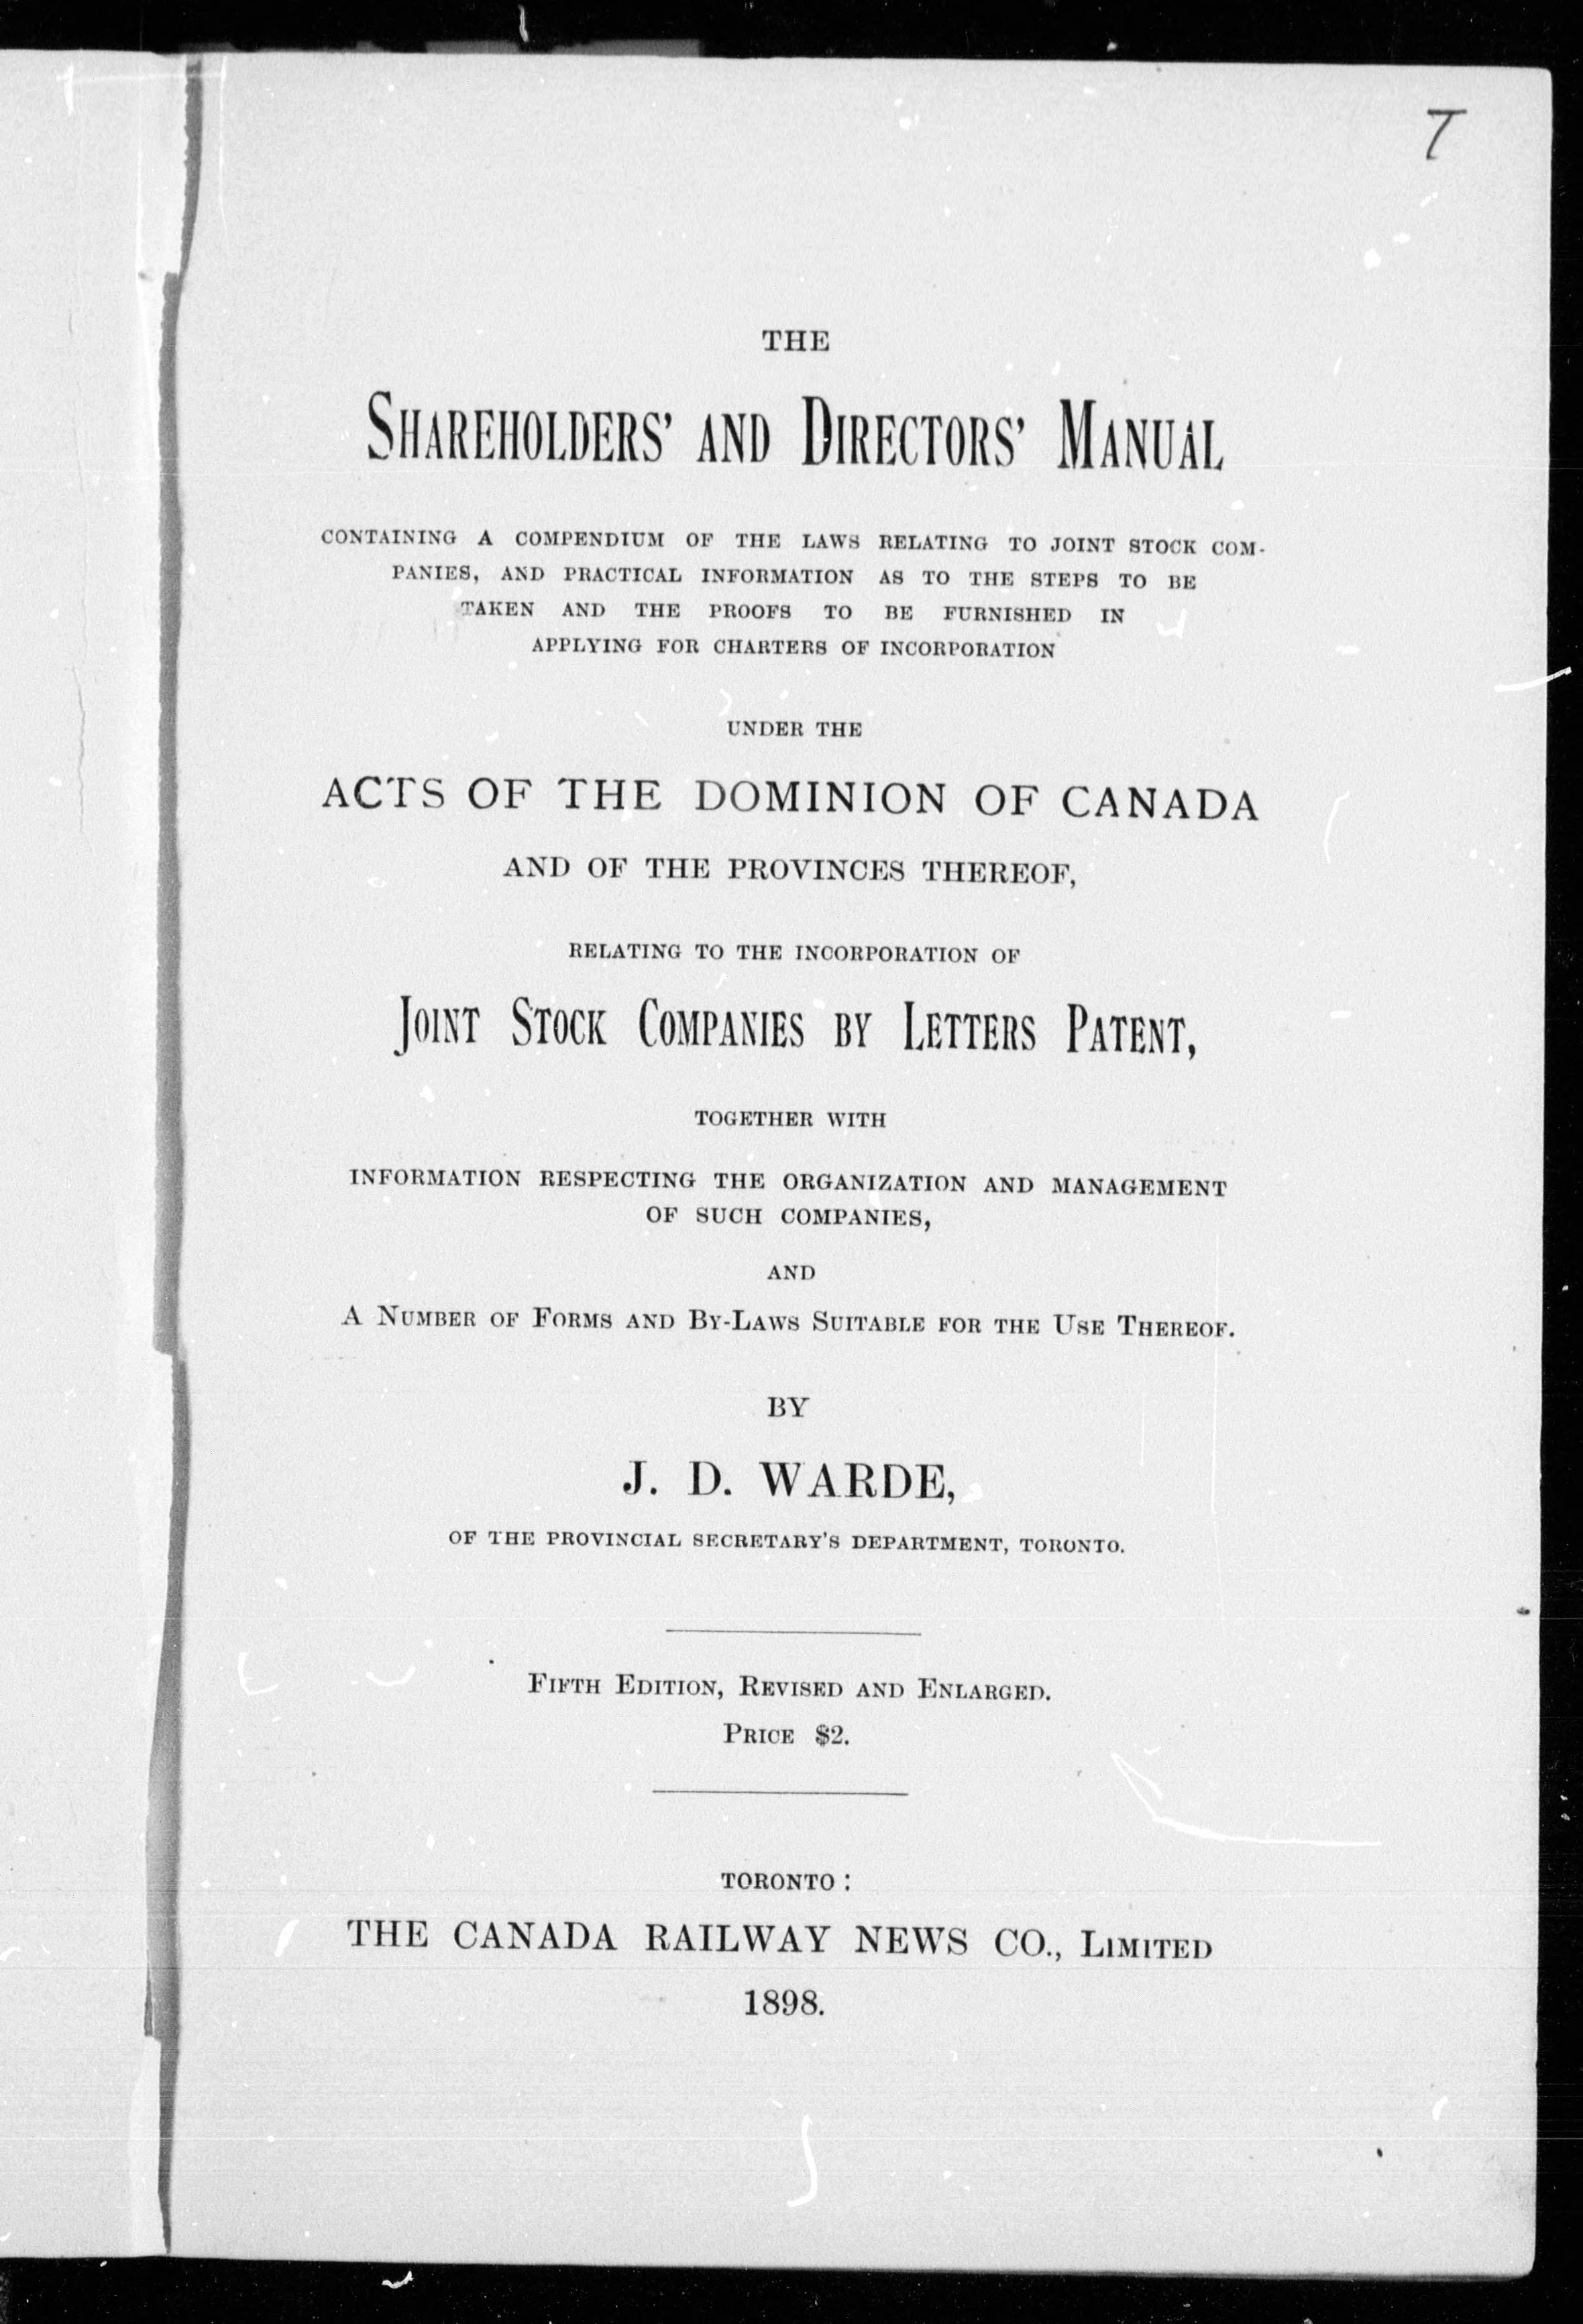 7
THE
SHAREHOLDERS' AND DIRECTORS' MANUAL
CONTAINING A COMPENDIUM OF THE LAWS RELATING TO JOINT STOCK COM-
PANIES, AND PRACTICAL INFORMATION AS TO THE STEPS TO BE
TAKEN AND THE PROOFS TO BE FURNISHED IN
APPLYING FOR CHARTERS OF INCORPORATION
UNDER THE
ACTS OF THE DOMINION OF CANADA
AND OF THE PROVINCES THEREOF,
RELATING TO THE INCORPORATION OF
JOINT STOCK COMPANIES BY LETTERS PATENT,
TOGETHER WITH
INFORMATION RESPECTING THE ORGANIZATION AND MANAGEMENT
OF SUCH COMPANIES,
AND
A NUMBER OF FORMS AND BY-LAWS SUITABLE FOR THE USE THEREOF.
BY
J. D. WARDE,
OF THE PROVINCIAL SECRETARY'S DEPARTMENT, TORONTO.
FIFTH EDITION, REVISED AND ENLARGED.
PRICE $2.
TORONTO:
THE CANADA RAILWAY NEWS CO., LIMITED
1898.